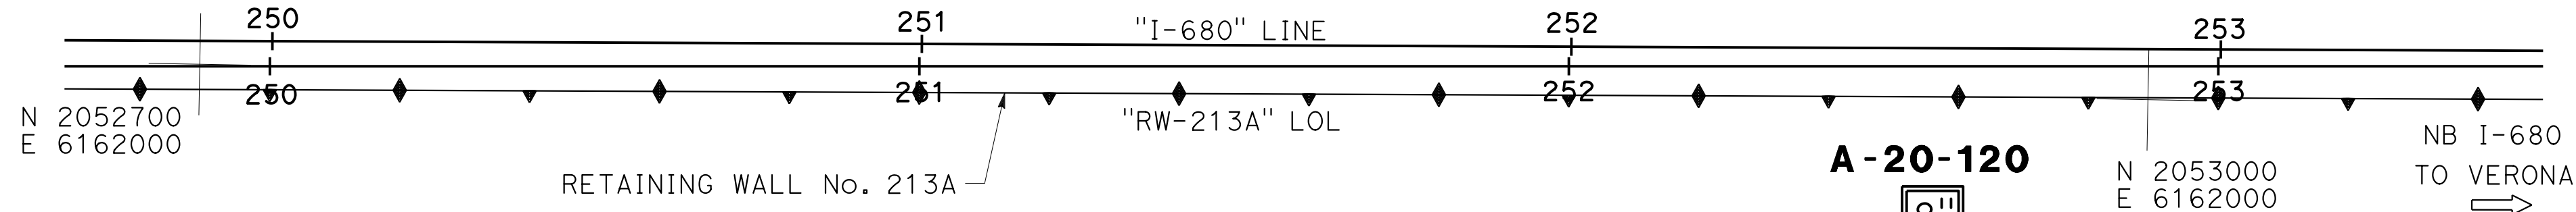 250 251 "I-680" LINE 252 253
250 251 252 253
N 2052700
E 6162000
"RW-213A" LOL
RETAINING WALL No. 213A
A-20-120
N 2053000
E 6162000
NB I-680
TO VERONA